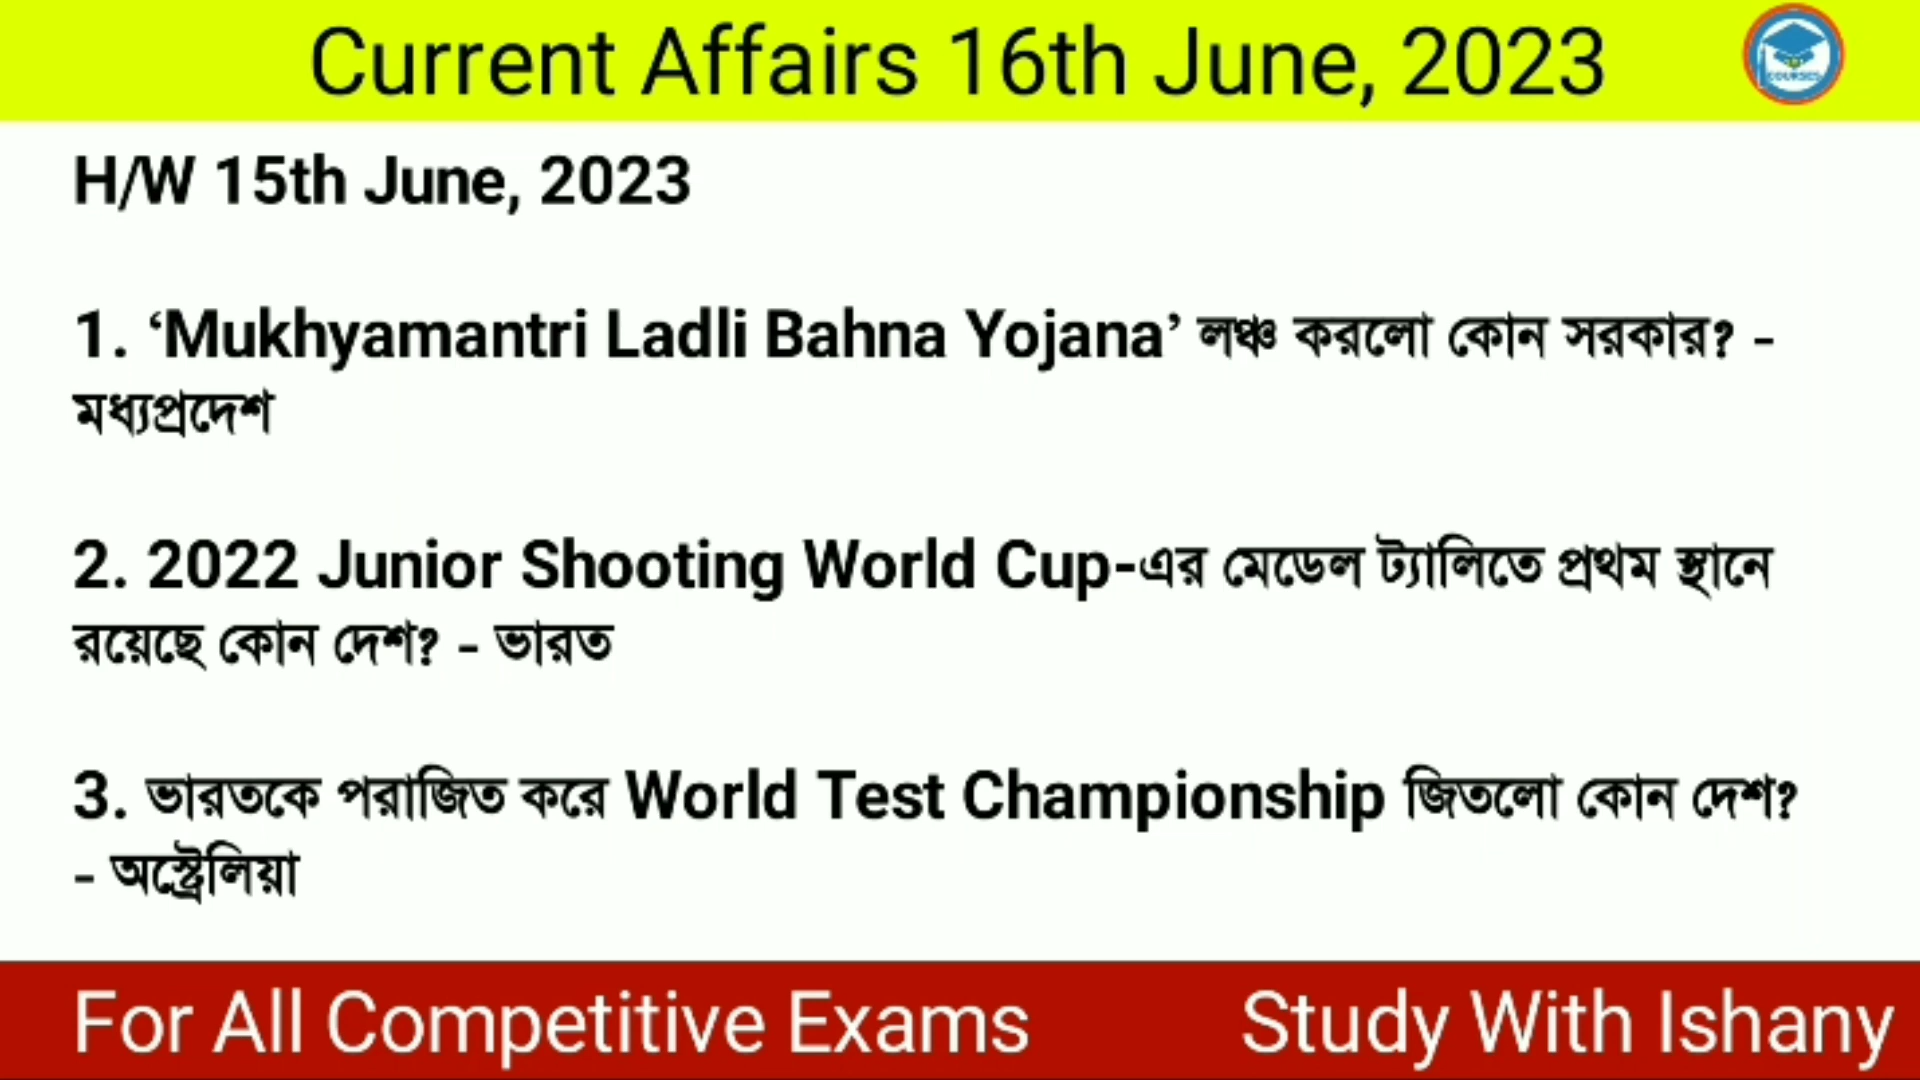 Current Affairs 16th June, 2023
COURSES
H/W 15th June, 2023
1. ‘Mukhyamantri Ladli Bahna Yojana’ লঞ্চ করলো কোন সরকার? –
মধ্যপ্রদেশ
2. 2022 Junior Shooting World Cup-এর মেডেল ট্যালিতে প্রথম স্থানে
রয়েছে কোন দেশ? – ভারত
3. ভারতকে পরাজিত করে World Test Championship জিতলো কোন দেশ?
– অস্ট্রেলিয়া
For All Competitive Exams Study With Ishany